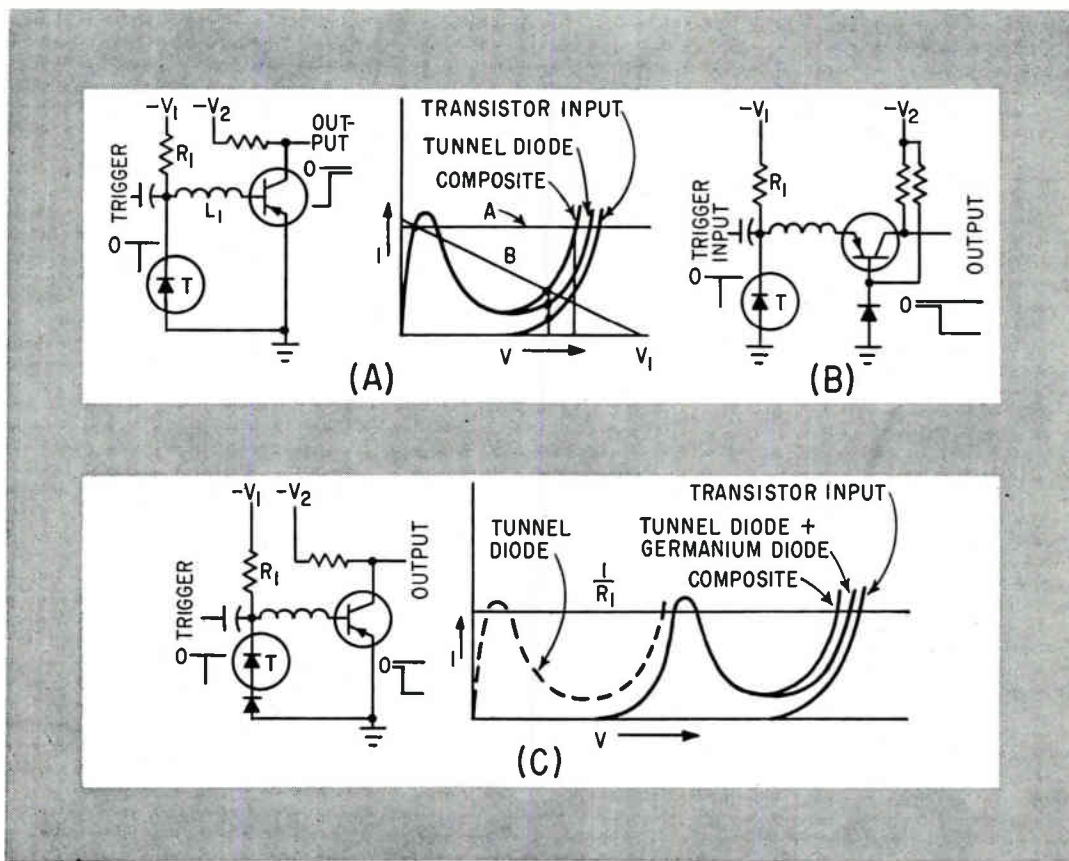 -V₁
-V₂
R₁
TRIGGER
L₁
OUT-
PUT
0
0
T
TRANSISTOR INPUT
TUNNEL DIODE
COMPOSITE
A
B
I
V
V₁
(A)
-V₁
-V₂
R₁
TRIGGER
INPUT
0
T
OUTPUT
0
(B)
-V₁
-V₂
R₁
TRIGGER
OUTPUT
0
T
0
TUNNEL
DIODE
1
R₁
TRANSISTOR INPUT
TUNNEL DIODE +
GERMANIUM DIODE
COMPOSITE
I
V
(C)